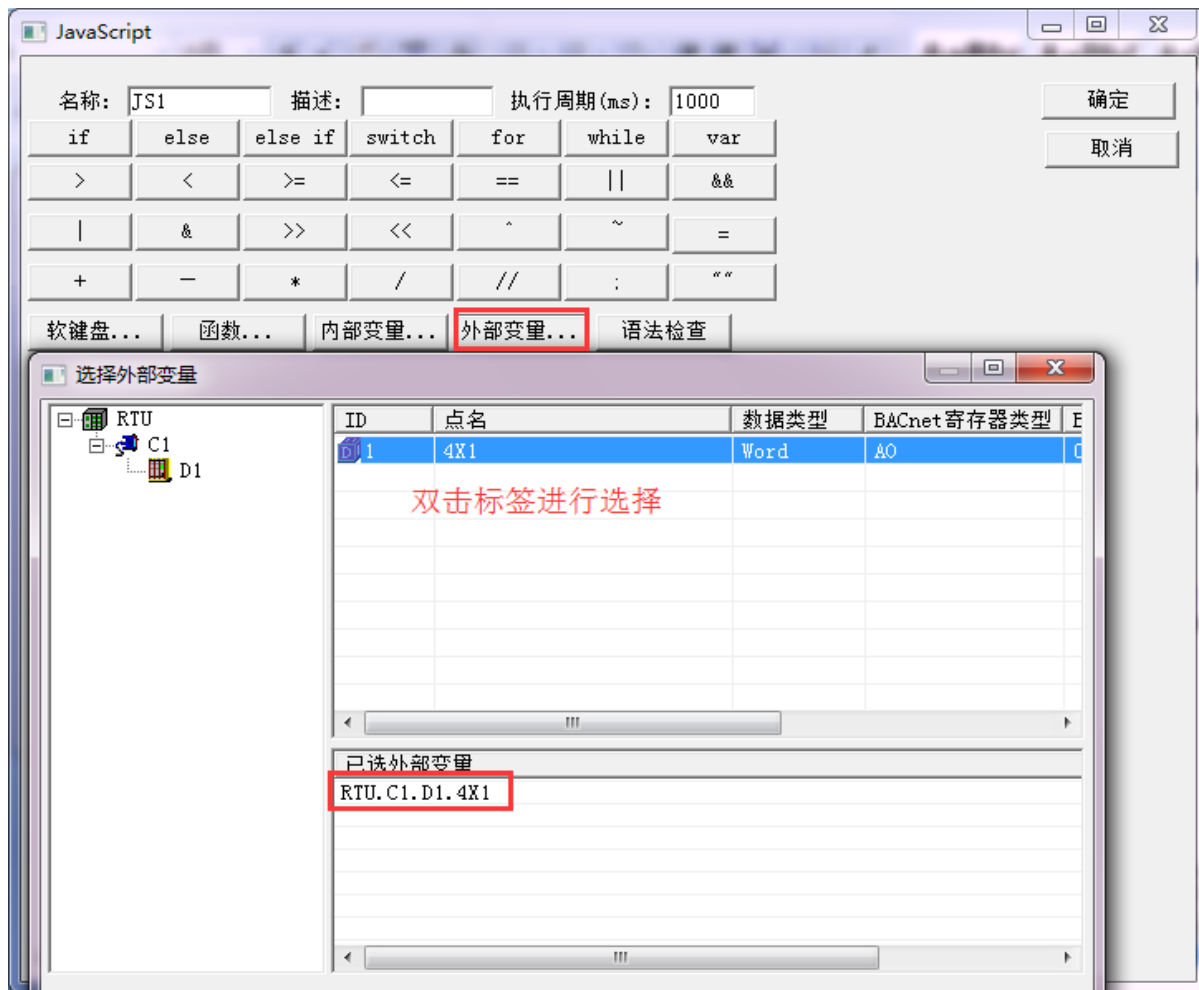 JavaScript
名称: JS1 描述: 执行周期(ms): 1000 确定
if else else if switch for while var 取消
> < >= <= == || &&
| & >> << ^ ~ =
+ — * / // ; ""
软键盘... 函数... 内部变量... 外部变量... 语法检查
选择外部变量
RTU
C1
D1
ID 点名 数据类型 BACnet寄存器类型
1 4X1 Word AO
双击标签进行选择
已选外部变量
RTU.C1.D1.4X1